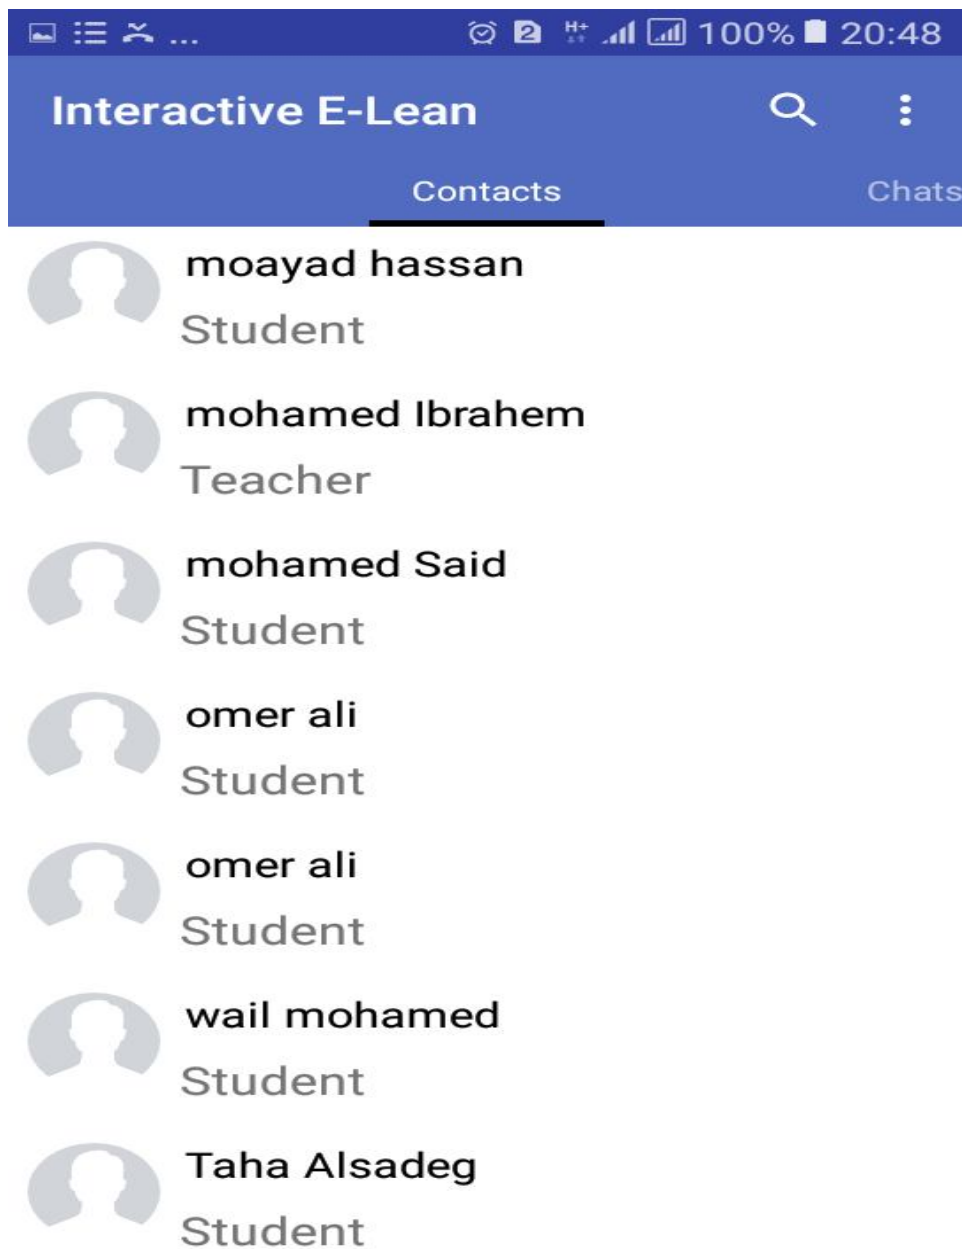 ... 2 H+ 100% 20:48
Interactive E-Lean
Contacts Chats
moayad hassan
Student
mohamed Ibrahem
Teacher
mohamed Said
Student
omer ali
Student
omer ali
Student
wail mohamed
Student
Taha Alsadeg
Student